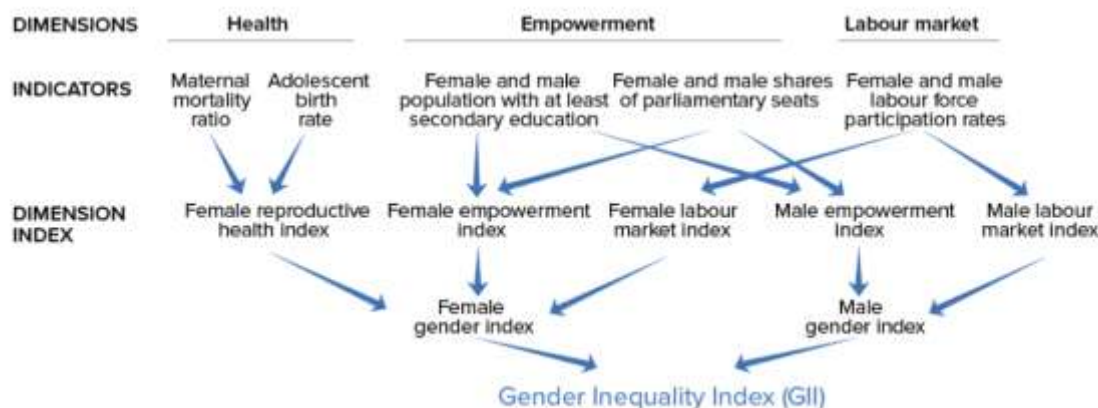 DIMENSIONS
Health
Empowerment
Labour market
INDICATORS
Maternal
mortality
ratio
Adolescent
birth
rate
Female and male
population with at least
secondary education
Female and male shares
of parliamentary seats
Female and male
labour force
participation rates
DIMENSION
INDEX
Female reproductive
health index
Female empowerment
index
Female labour
market index
Male empowerment
index
Male labour
market index
Female
gender index
Male
gender index
Gender Inequality Index (GII)